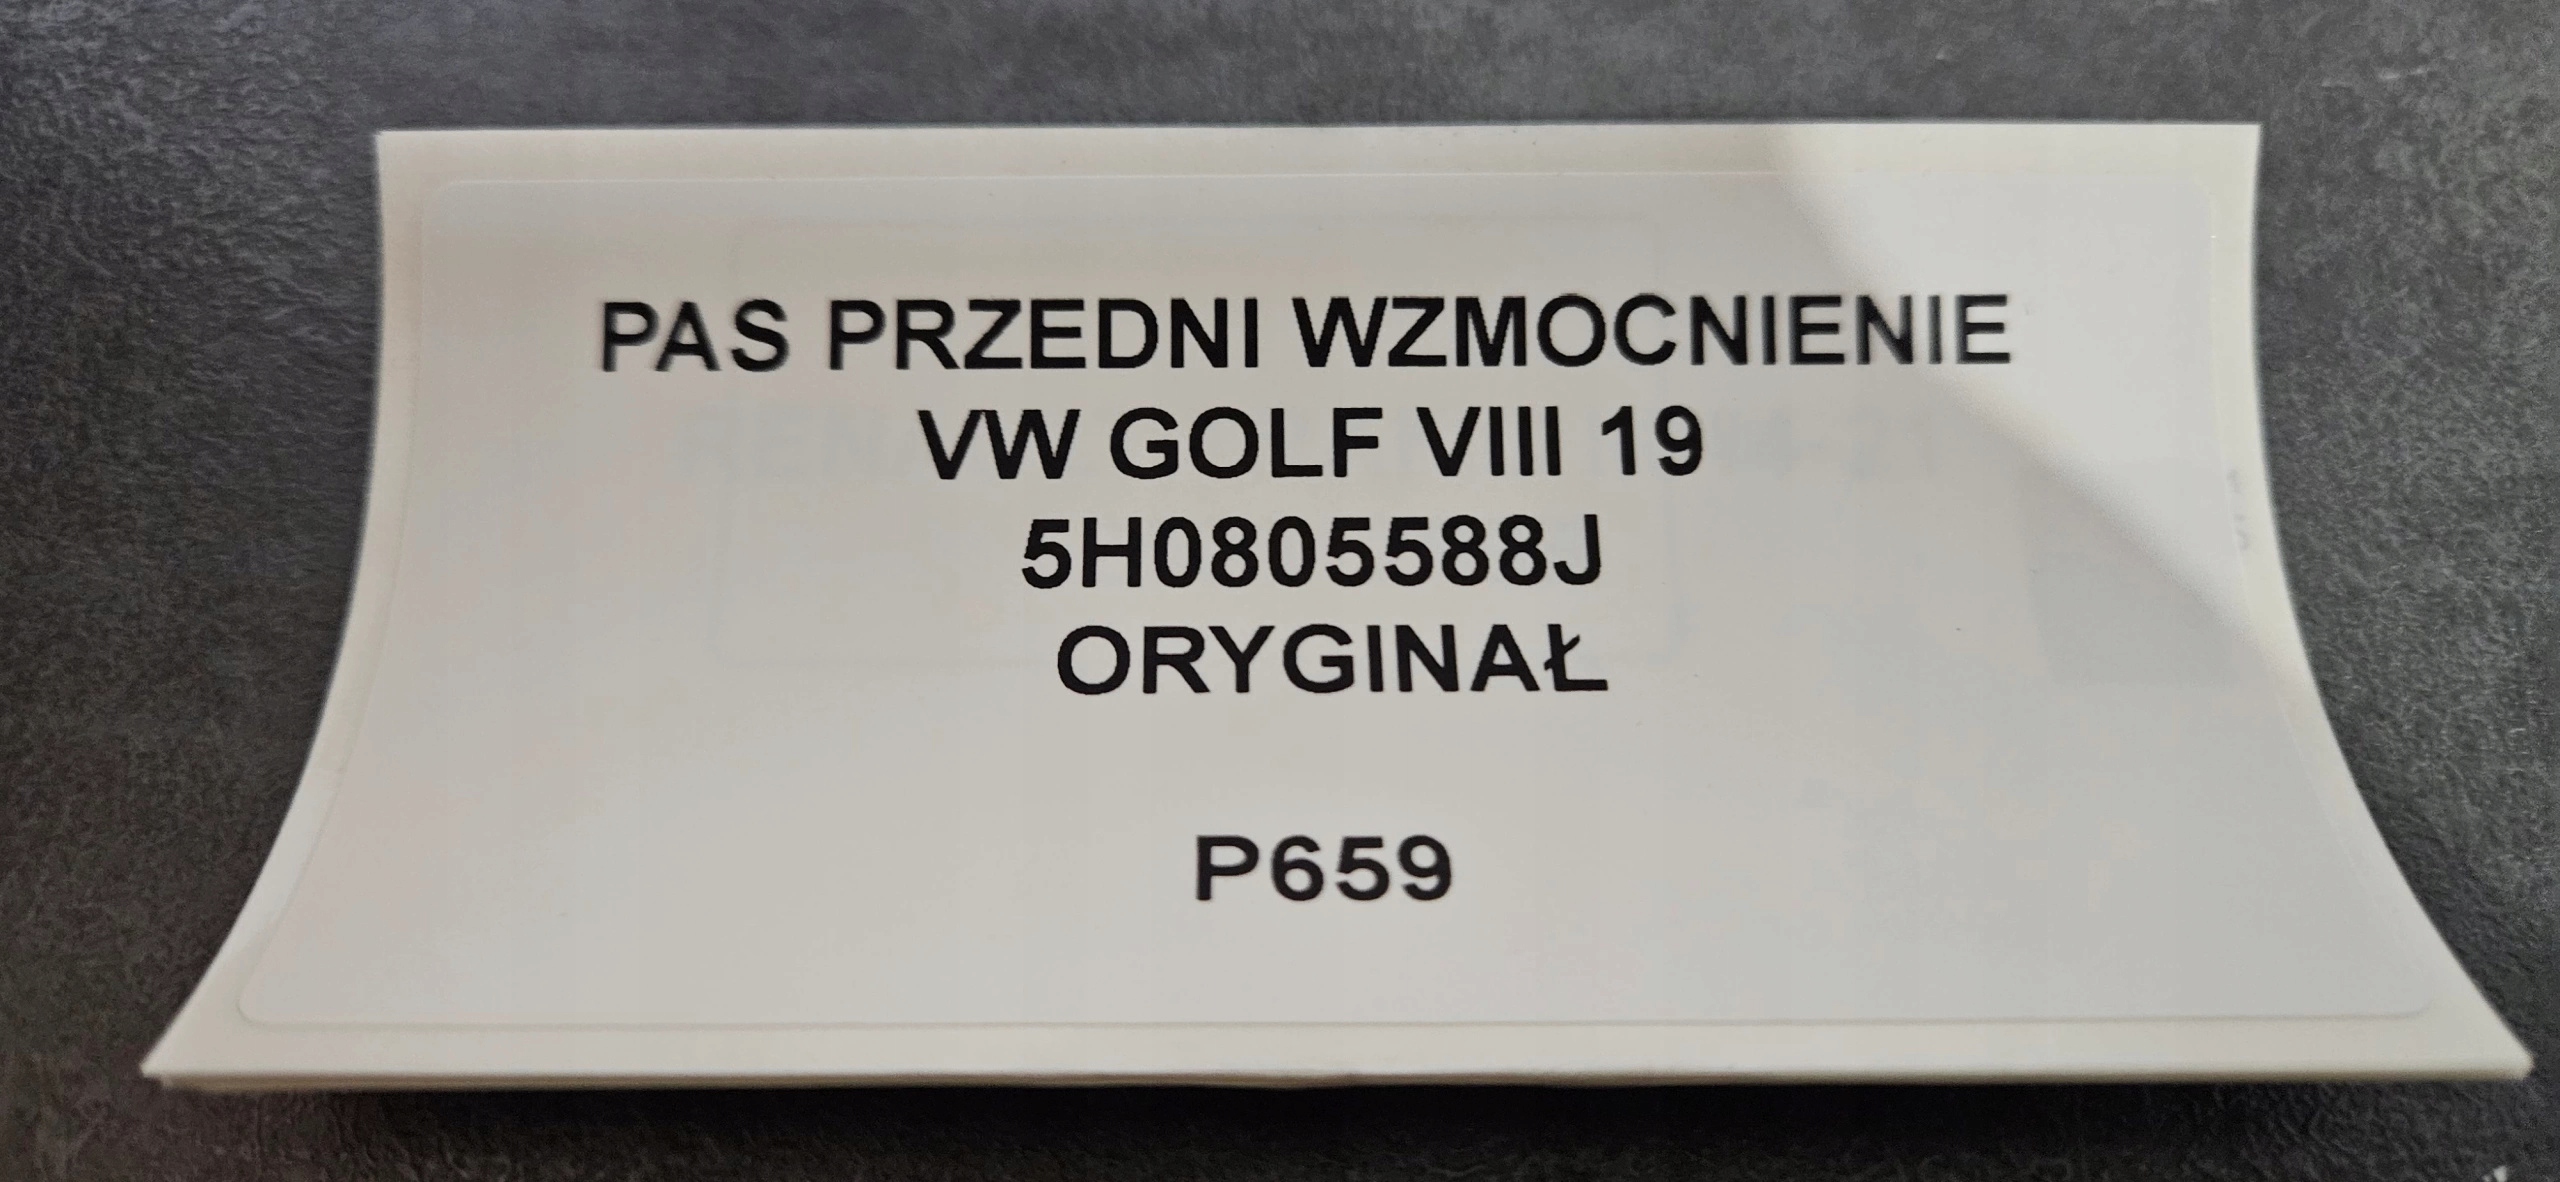 PAS PRZEDNI WZMOCNIENIE
VW GOLF VIII 19
5H0805588J
ORYGINAŁ
P659